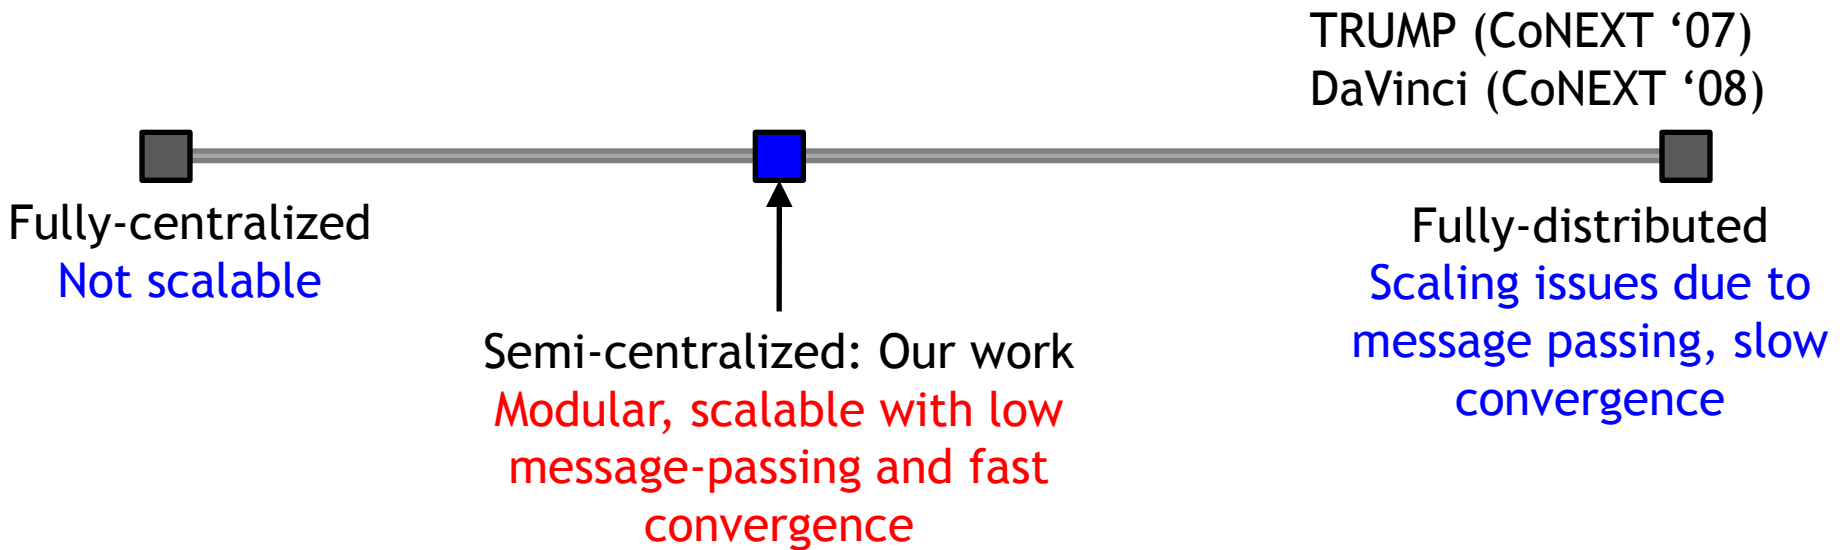 TRUMP (CoNEXT ‘07)
DaVinci (CoNEXT ‘08)
Fully-centralized
Not scalable
Semi-centralized: Our work
Modular, scalable with low
message-passing and fast
convergence
Fully-distributed
Scaling issues due to
message passing, slow
convergence